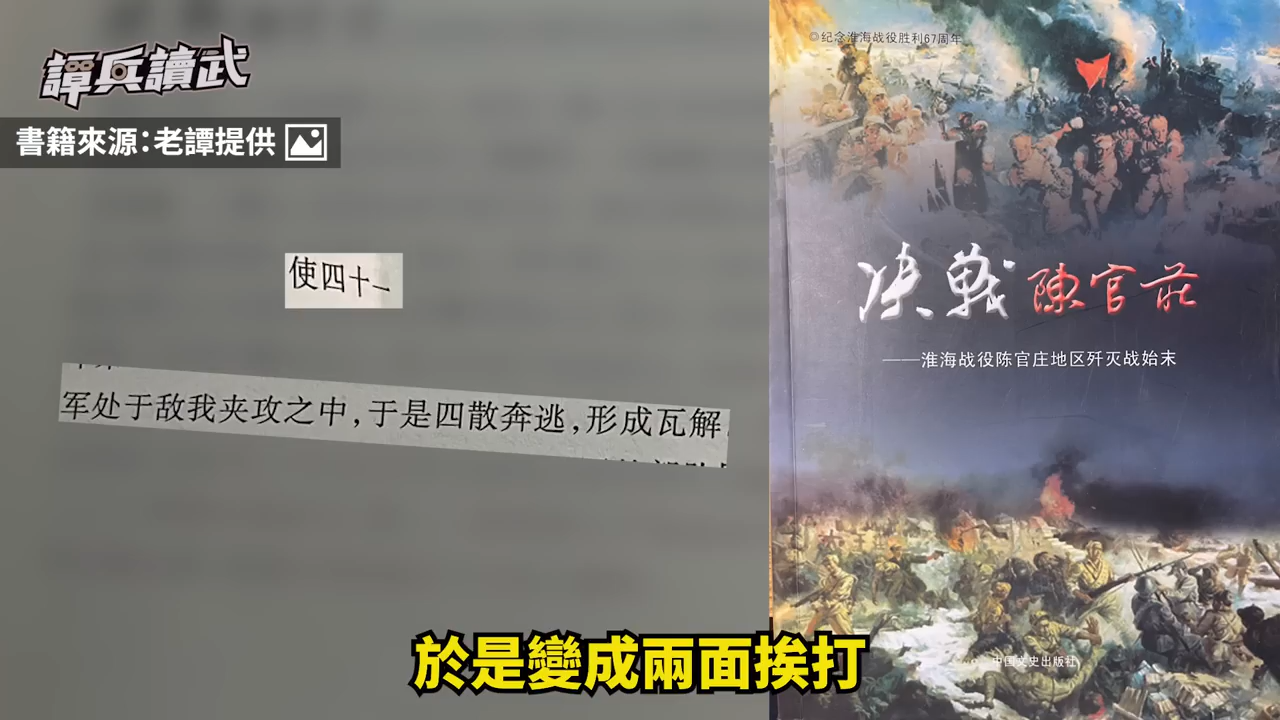 譚兵讀武
書籍來源：老譚提供
使四十一
军处于敌我夹攻之中，于是四散奔逃，形成瓦解
◎纪念淮海战役胜利67周年
决战陳官莊
——淮海战役陈官庄地区歼灭战始末
中国文史出版社
於是變成兩面挨打